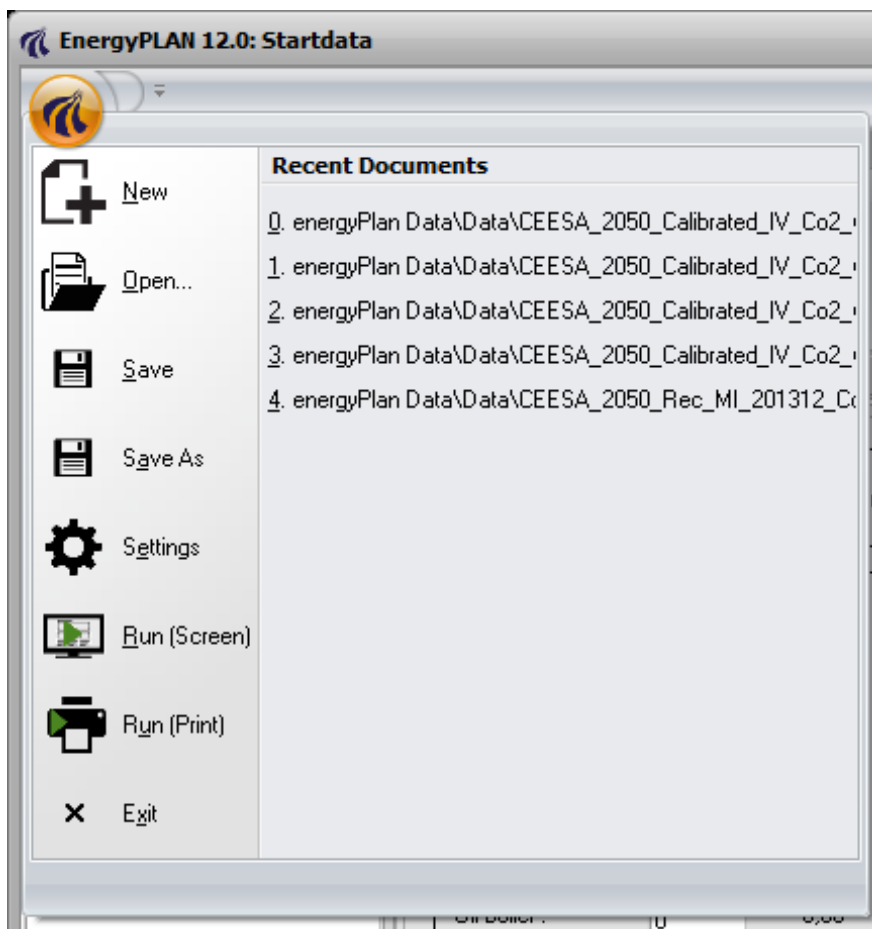 EnergyPLAN 12.0: Startdata
New
Open...
Save
Save As
Settings
Run (Screen)
Run (Print)
Exit
Recent Documents
0. energyPlan Data\Data\CEESA_2050_Calibrated_IV_Co2_
1. energyPlan Data\Data\CEESA_2050_Calibrated_IV_Co2_
2. energyPlan Data\Data\CEESA_2050_Calibrated_IV_Co2_
3. energyPlan Data\Data\CEESA_2050_Calibrated_IV_Co2_
4. energyPlan Data\Data\CEESA_2050_Rec_MI_201312_Co